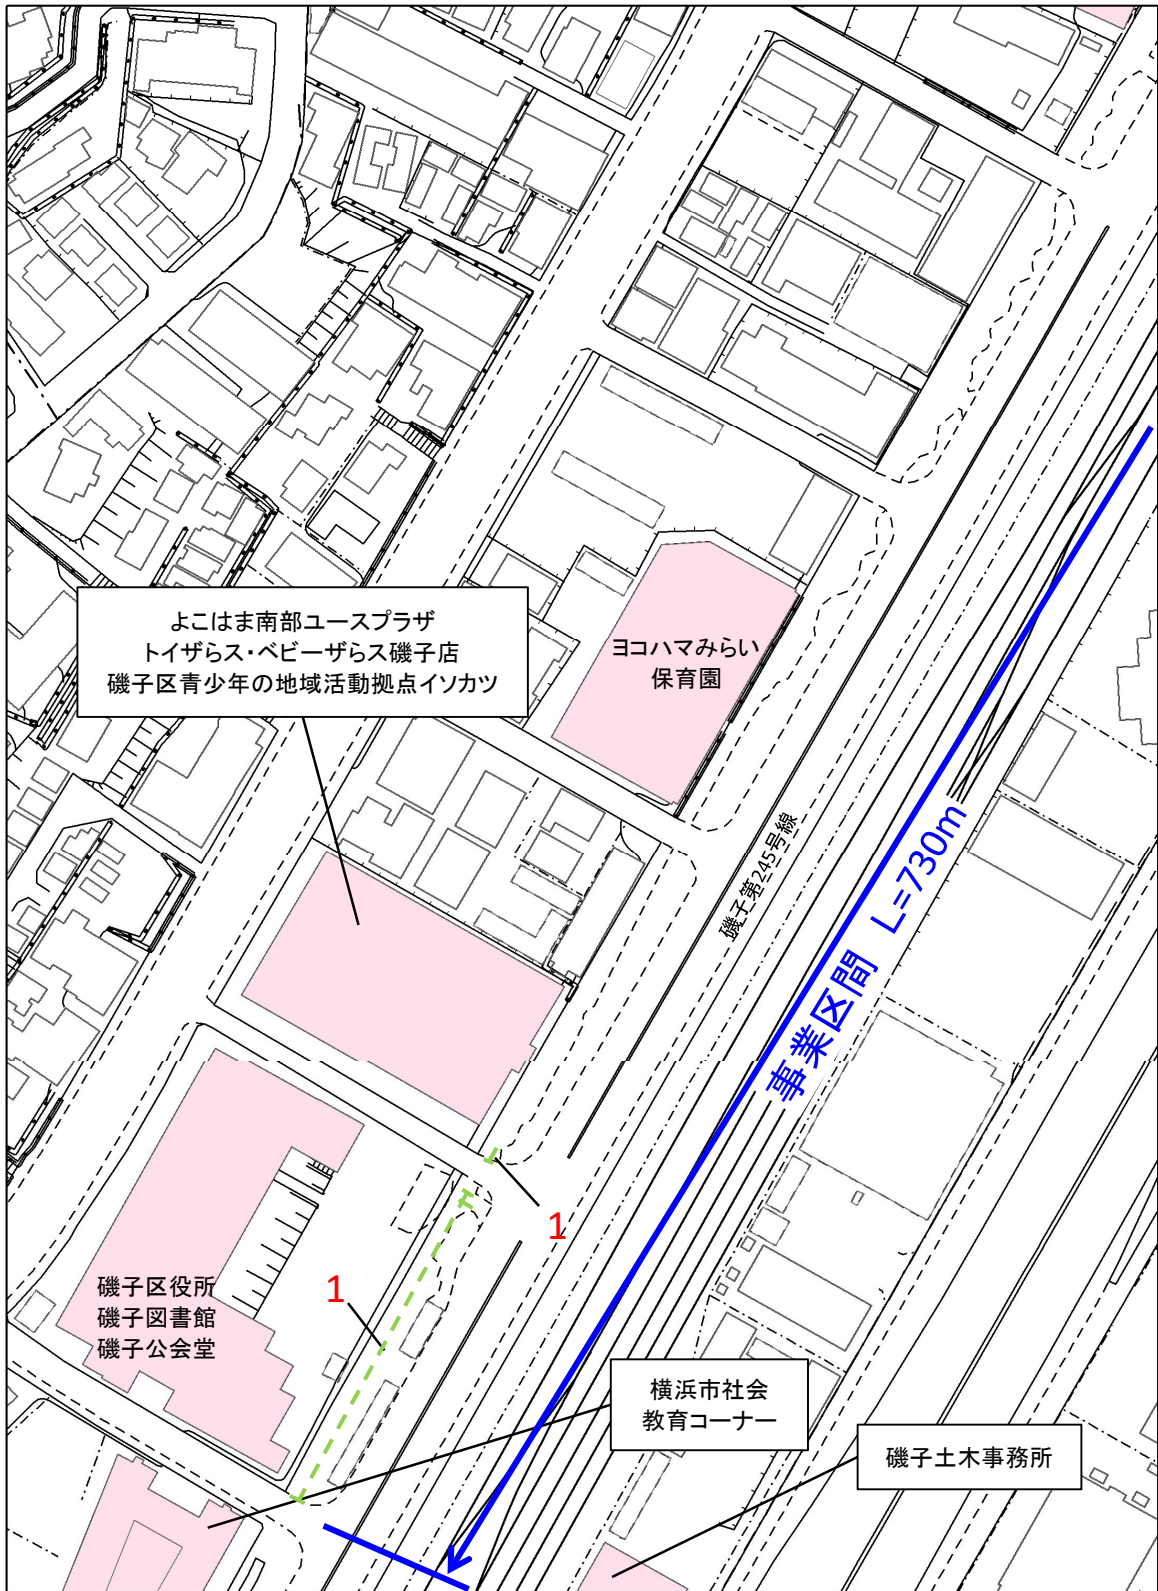 よこはま南部ユースプラザ
トイザらス・ベビーザらス磯子店
磯子区青少年の地域活動拠点イソカツ
ヨコハマみらい
保育園
磯子第245号線
事業区間 L=730m
1
1
磯子区役所
磯子図書館
磯子公会堂
横浜市社会
教育コーナー
磯子土木事務所